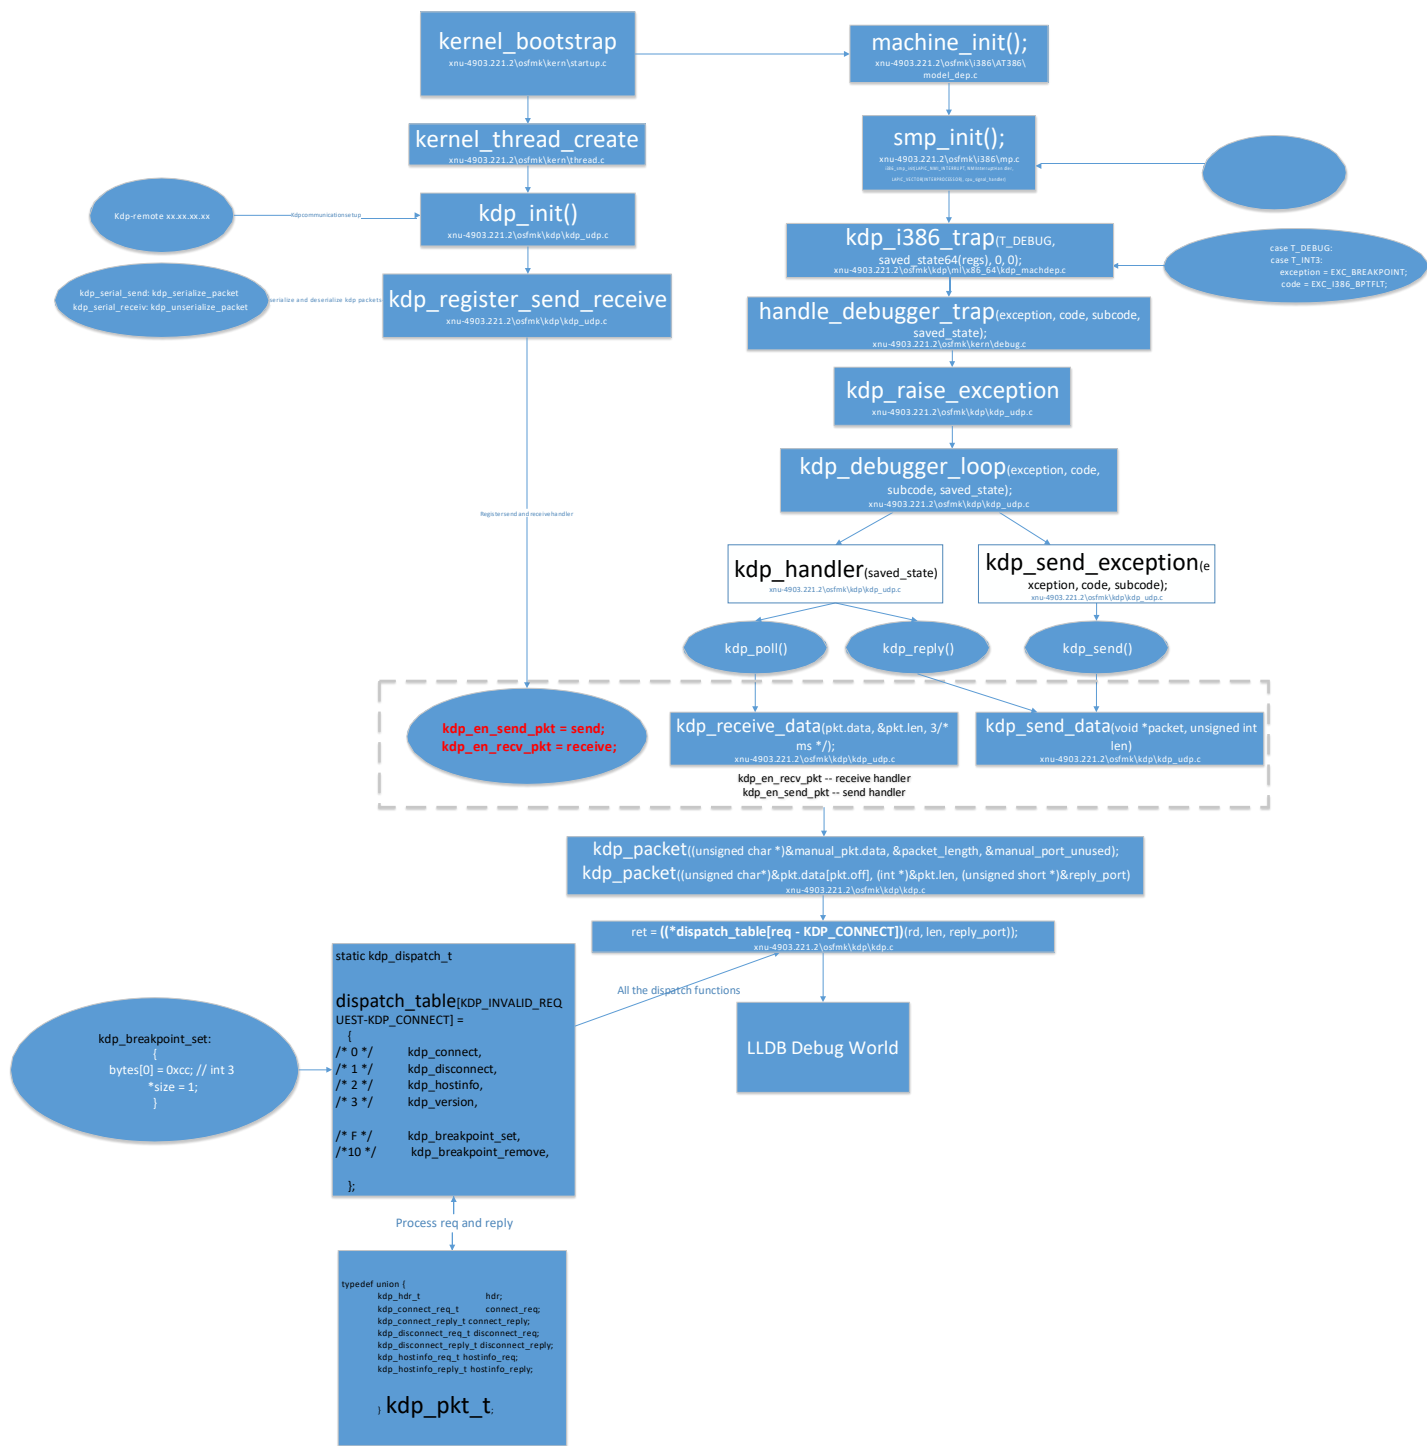 kernel_bootstrap
xnu-4903.221.2\osfmk\kern\startup.c
machine_init();
xnu-4903.221.2\osfmk\i386\AT386\
model_dep.c
kernel_thread_create
xnu-4903.221.2\osfmk\kern\thread.c
smp_init();
xnu-4903.221.2\osfmk\i386\mp.c
Kdp-remote xx.xx.xx.xx
Kdpcommunicationsetup
kdp_init()
xnu-4903.221.2\osfmk\kdp\kdp_udp.c
kdp_i386_trap(T_DEBUG,
saved_state64(regs), 0, 0);
xnu-4903.221.2\osfmk\kdp\ml\x86_64\kdp_machdep.c
case T_DEBUG:
case T_INT3:
exception = EXC_BREAKPOINT;
code = EXC_I386_BPTFLT;
kdp_serial_send: kdp_serialize_packet
kdp_serial_receiv: kdp_unserialize_packet
serialize and deserialize kdp packets
kdp_register_send_receive
xnu-4903.221.2\osfmk\kdp\kdp_udp.c
handle_debugger_trap(exception, code, subcode,
saved_state);
xnu-4903.221.2\osfmk\kern\debug.c
kdp_raise_exception
xnu-4903.221.2\osfmk\kdp\kdp_udp.c
kdp_debugger_loop(exception, code,
subcode, saved_state);
xnu-4903.221.2\osfmk\kdp\kdp_udp.c
Registersend and receivehandler
kdp_handler(saved_state)
xnu-4903.221.2\osfmk\kdp\kdp_udp.c
kdp_send_exception(e
xception, code, subcode);
xnu-4903.221.2\osfmk\kdp\kdp_udp.c
kdp_poll()
kdp_reply()
kdp_send()
kdp_en_send_pkt = send;
kdp_en_recv_pkt = receive;
kdp_receive_data(pkt.data, &pkt.len, 3/*
ms */);
xnu-4903.221.2\osfmk\kdp\kdp_udp.c
kdp_send_data(void *packet, unsigned int
len)
xnu-4903.221.2\osfmk\kdp\kdp_udp.c
kdp_en_recv_pkt -- receive handler
kdp_en_send_pkt -- send handler
kdp_packet((unsigned char *)&manual_pkt.data, &packet_length, &manual_port_unused);
kdp_packet((unsigned char*)&pkt.data[pkt.off], (int *)&pkt.len, (unsigned short *)&reply_port)
xnu-4903.221.2\osfmk\kdp\kdp.c
ret = ((*dispatch_table[req - KDP_CONNECT])(rd, len, reply_port));
xnu-4903.221.2\osfmk\kdp\kdp.c
All the dispatch functions
LLDB Debug World
kdp_breakpoint_set:
{
bytes[0] = 0xcc; // int 3
*size = 1;
}
static kdp_dispatch_t
dispatch_table[KDP_INVALID_REQ
UEST-KDP_CONNECT] =
{
/* 0 */ kdp_connect,
/* 1 */ kdp_disconnect,
/* 2 */ kdp_hostinfo,
/* 3 */ kdp_version,
/* F */ kdp_breakpoint_set,
/*10 */ kdp_breakpoint_remove,
};
Process req and reply
typedef union {
kdp_hdr_t hdr;
kdp_connect_req_t connect_req;
kdp_connect_reply_t connect_reply;
kdp_disconnect_req_t disconnect_req;
kdp_disconnect_reply_t disconnect_reply;
kdp_hostinfo_req_t hostinfo_req;
kdp_hostinfo_reply_t hostinfo_reply;
} kdp_pkt_t;